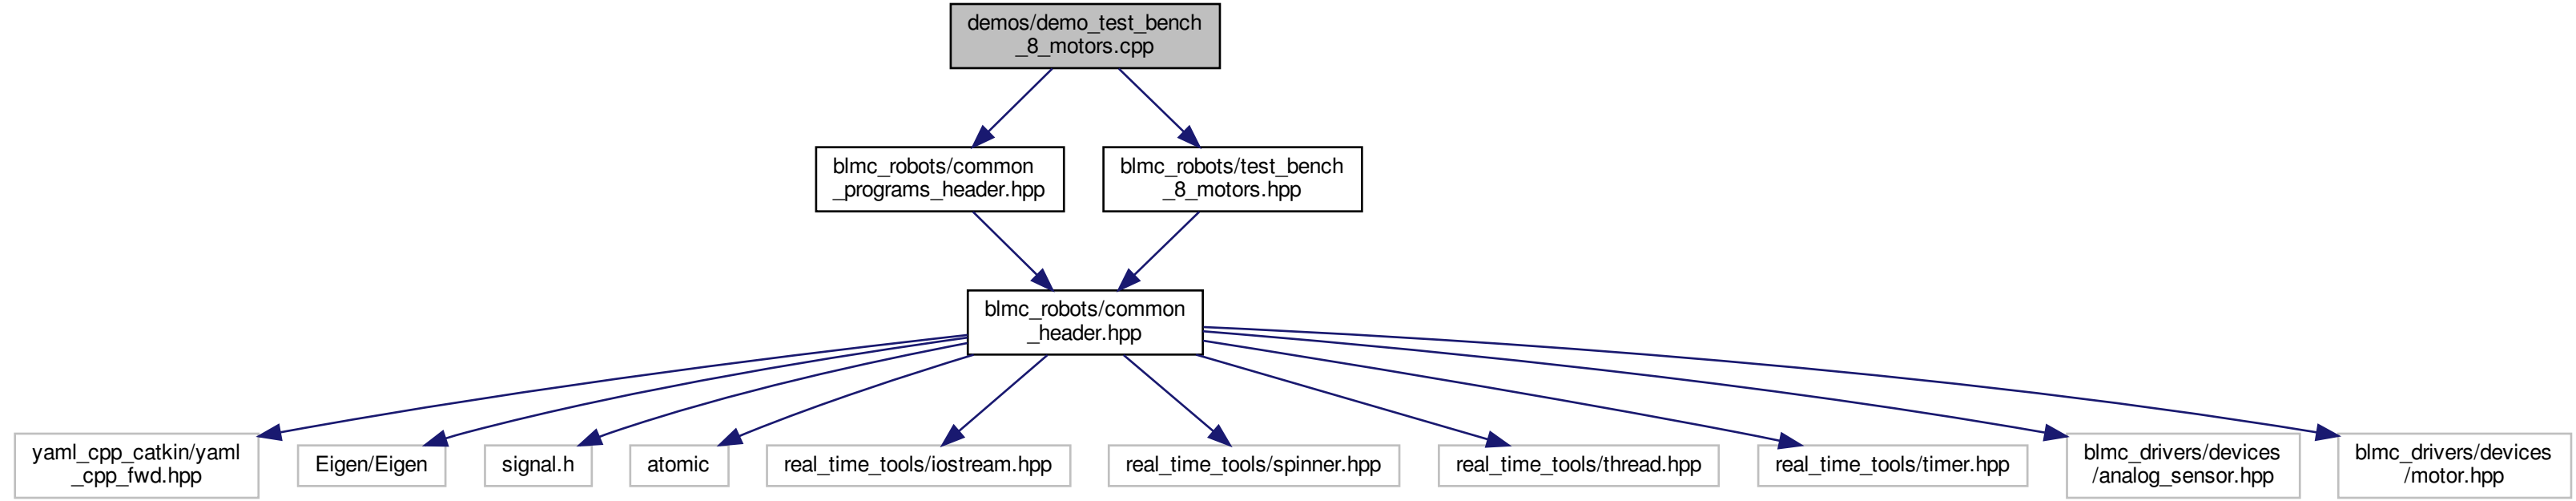 demos/demo_test_bench
_8_motors.cpp
blmc_robots/common
_programs_header.hpp
blmc_robots/test_bench
_8_motors.hpp
blmc_robots/common
_header.hpp
yaml_cpp_catkin/yaml
_cpp_fwd.hpp
Eigen/Eigen
signal.h
atomic
real_time_tools/iostream.hpp
real_time_tools/spinner.hpp
real_time_tools/thread.hpp
real_time_tools/timer.hpp
blmc_drivers/devices
/analog_sensor.hpp
blmc_drivers/devices
/motor.hpp